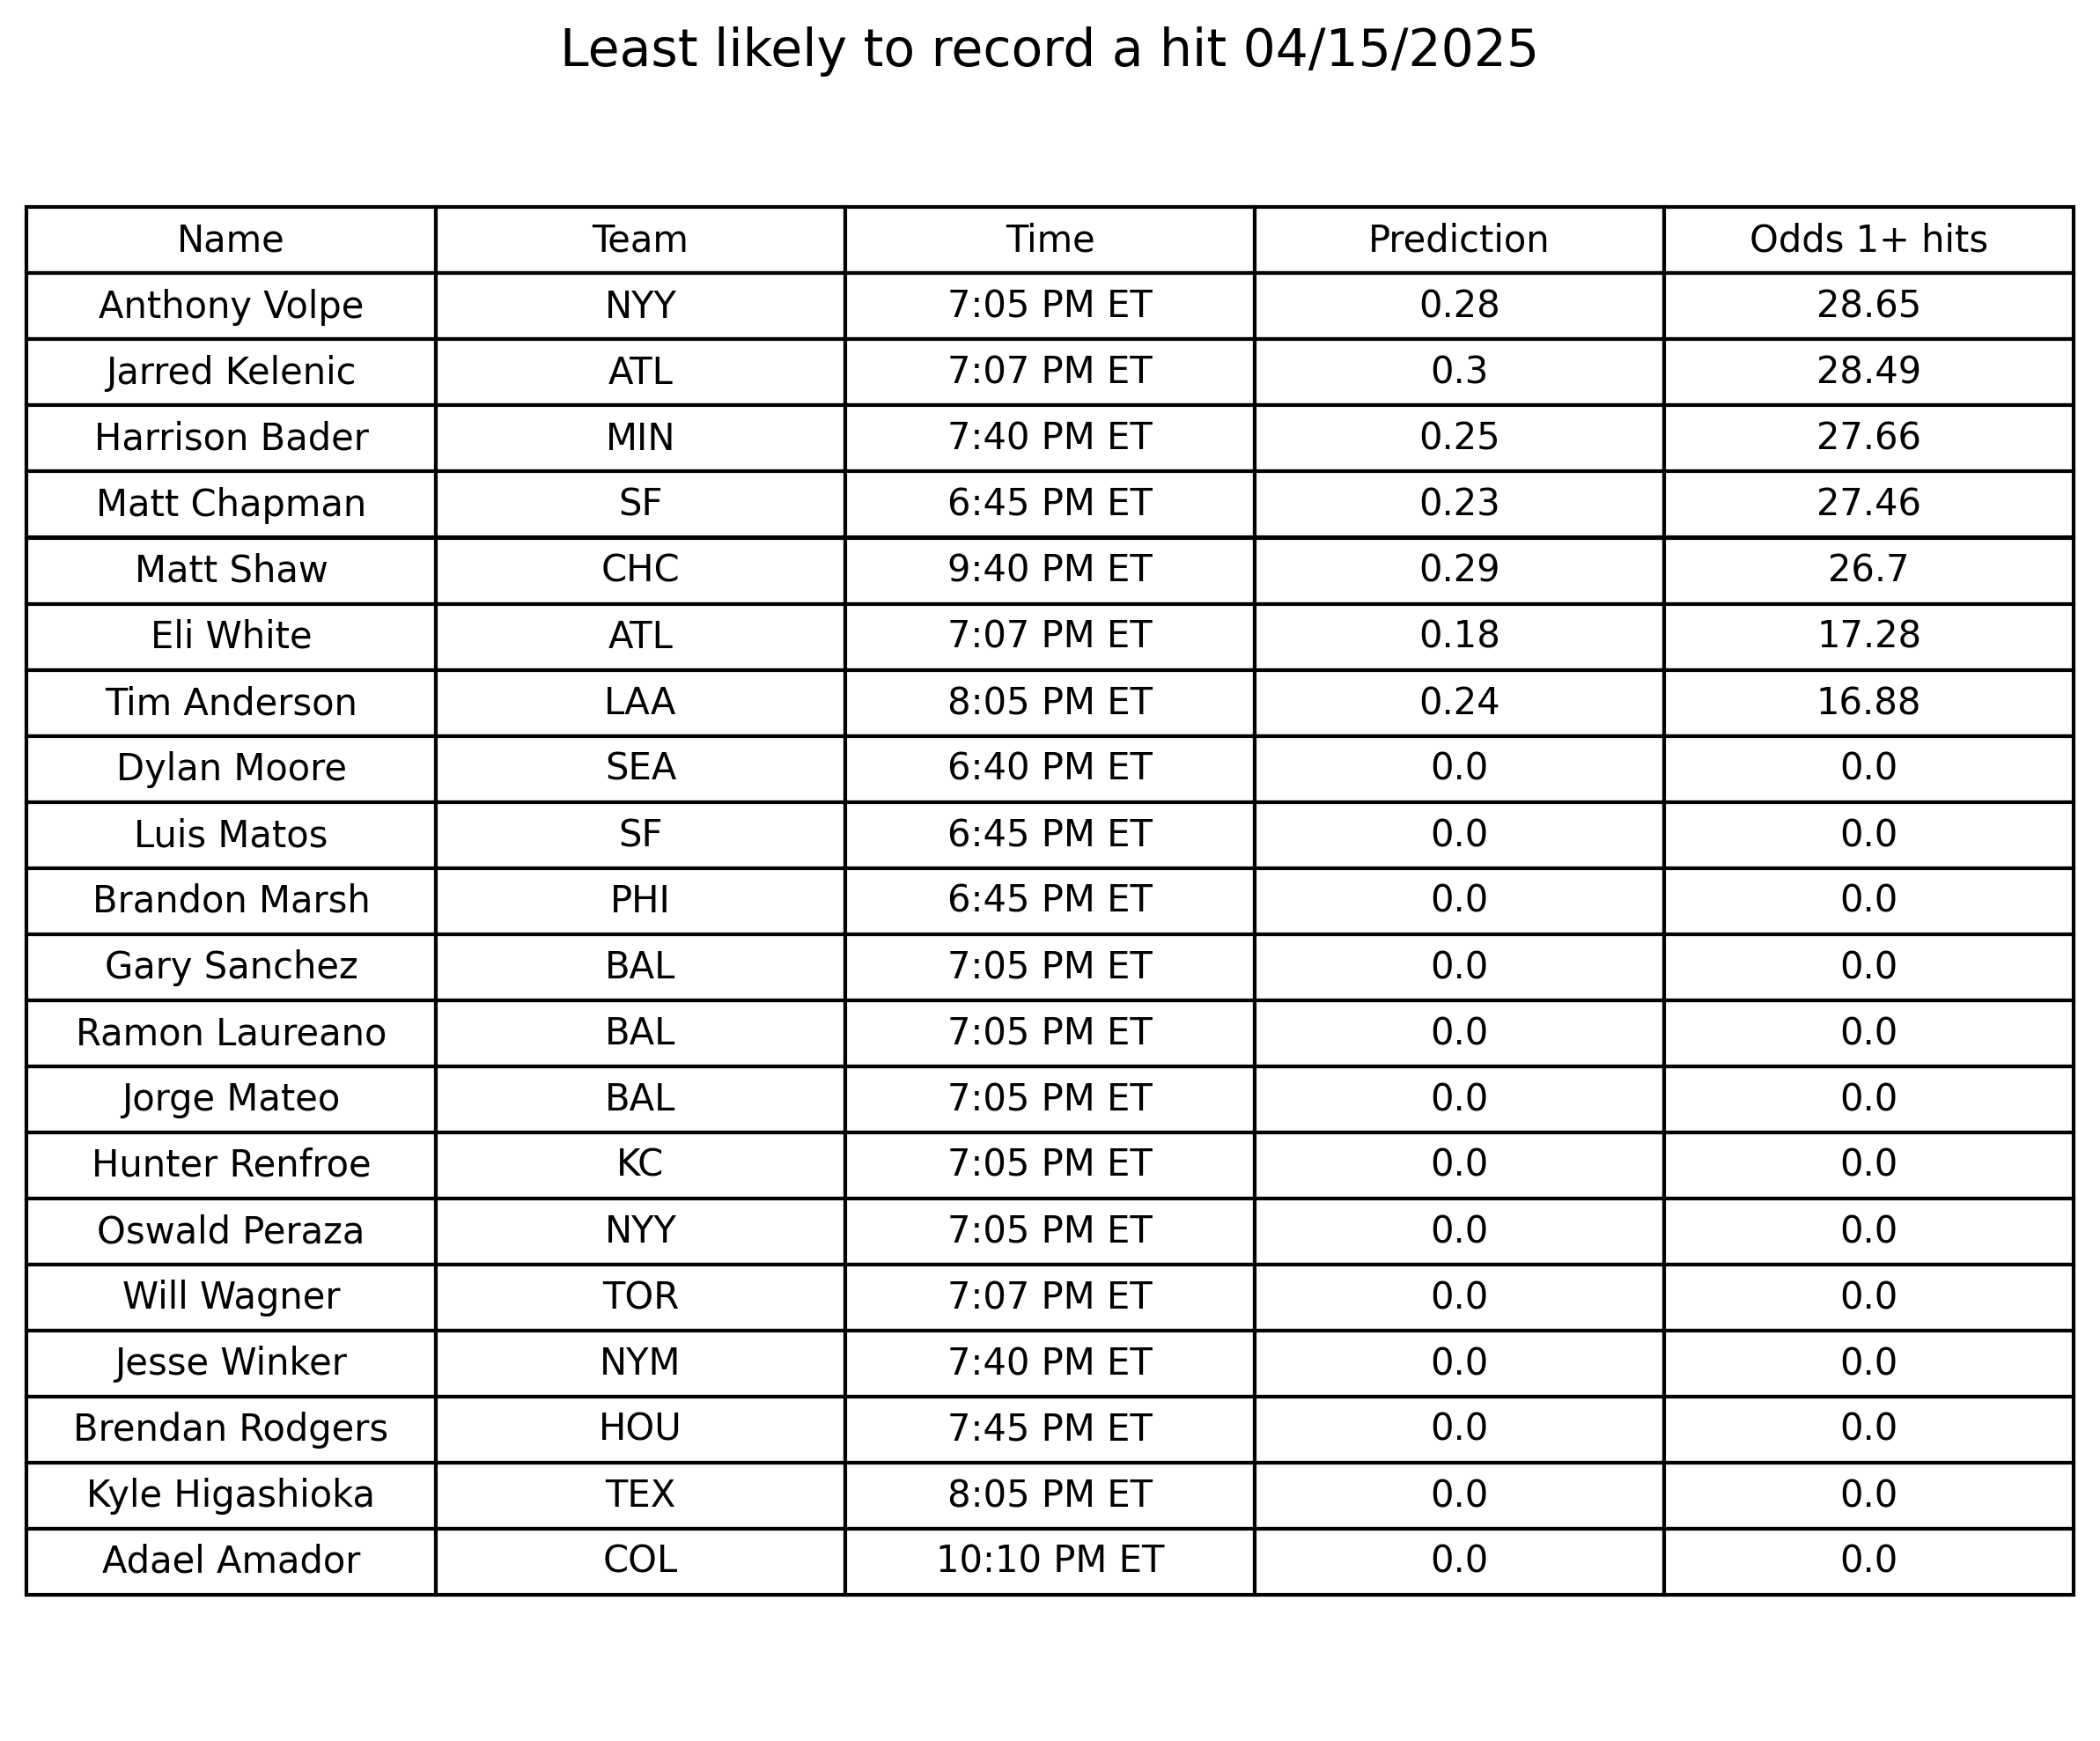 Least likely to record a hit 04/15/2025
Name Team Time Prediction Odds 1+ hits
Anthony Volpe NYY 7:05 PM ET 0.28 28.65
Jarred Kelenic ATL 7:07 PM ET 0.3 28.49
Harrison Bader MIN 7:40 PM ET 0.25 27.66
Matt Chapman SF 6:45 PM ET 0.23 27.46
Matt Shaw CHC 9:40 PM ET 0.29 26.7
Eli White ATL 7:07 PM ET 0.18 17.28
Tim Anderson LAA 8:05 PM ET 0.24 16.88
Dylan Moore SEA 6:40 PM ET 0.0 0.0
Luis Matos SF 6:45 PM ET 0.0 0.0
Brandon Marsh PHI 6:45 PM ET 0.0 0.0
Gary Sanchez BAL 7:05 PM ET 0.0 0.0
Ramon Laureano BAL 7:05 PM ET 0.0 0.0
Jorge Mateo BAL 7:05 PM ET 0.0 0.0
Hunter Renfroe KC 7:05 PM ET 0.0 0.0
Oswald Peraza NYY 7:05 PM ET 0.0 0.0
Will Wagner TOR 7:07 PM ET 0.0 0.0
Jesse Winker NYM 7:40 PM ET 0.0 0.0
Brendan Rodgers HOU 7:45 PM ET 0.0 0.0
Kyle Higashioka TEX 8:05 PM ET 0.0 0.0
Adael Amador COL 10:10 PM ET 0.0 0.0